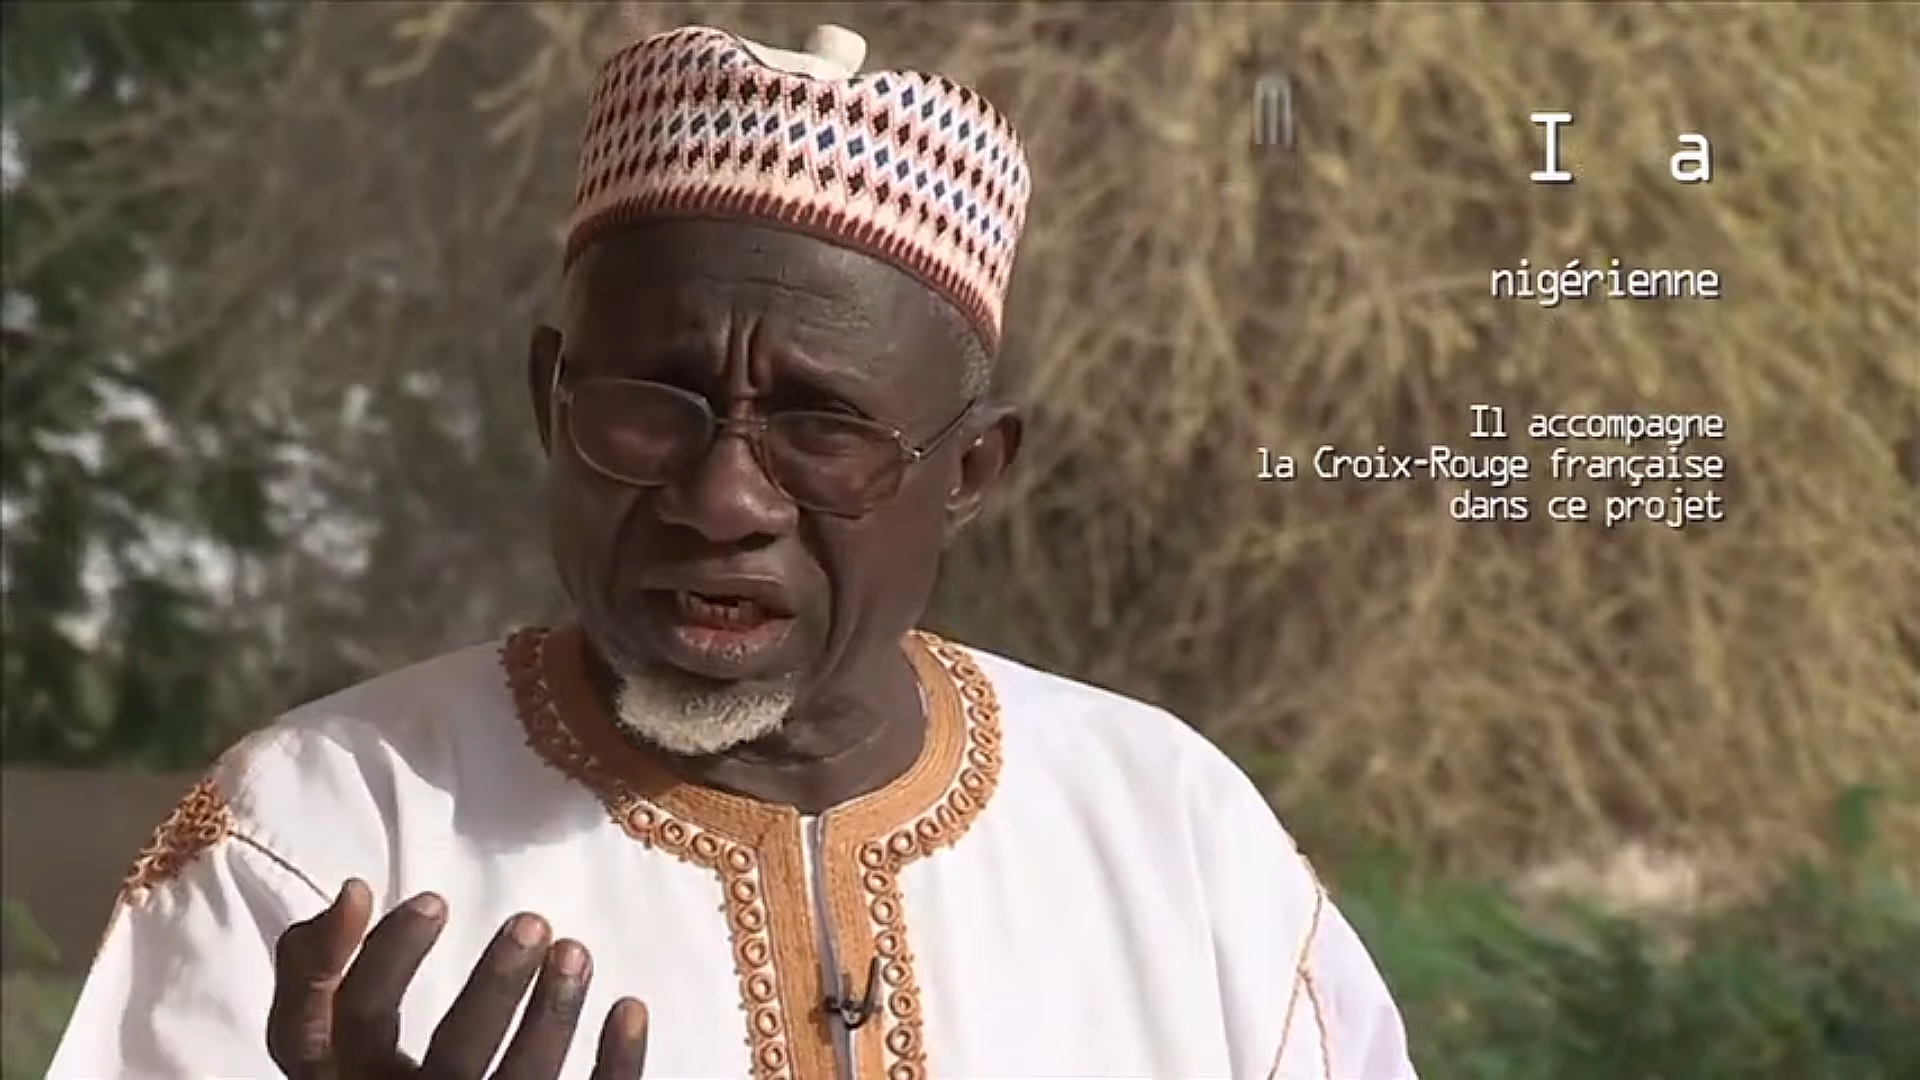 m I a
nigérienne
Il accompagne
la Croix-Rouge française
dans ce projet